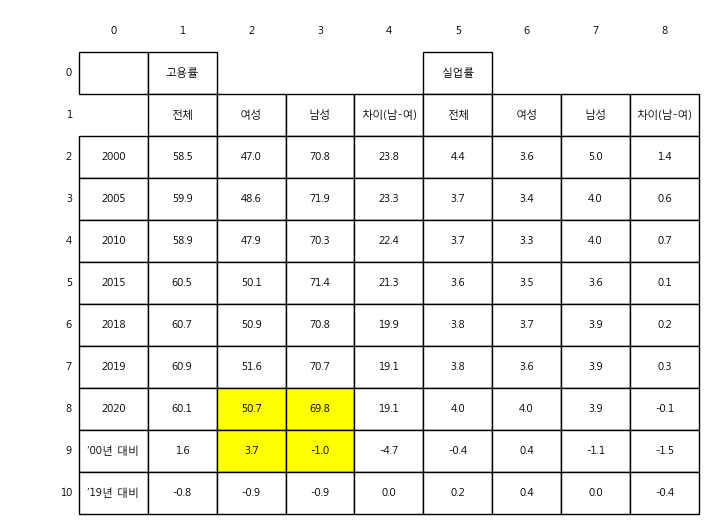 0 1 2 3 4 5 6 7 8
0 고용률 실업률
1 전체 여성 남성 차이(남-여) 전체 여성 남성 차이(남-여)
2 2000 58.5 47.0 70.8 23.8 4.4 3.6 5.0 1.4
3 2005 59.9 48.6 71.9 23.3 3.7 3.4 4.0 0.6
4 2010 58.9 47.9 70.3 22.4 3.7 3.3 4.0 0.7
5 2015 60.5 50.1 71.4 21.3 3.6 3.5 3.6 0.1
6 2018 60.7 50.9 70.8 19.9 3.8 3.7 3.9 0.2
7 2019 60.9 51.6 70.7 19.1 3.8 3.6 3.9 0.3
8 2020 60.1 50.7 69.8 19.1 4.0 4.0 3.9 -0.1
9 ’00년 대비 1.6 3.7 -1.0 -4.7 -0.4 0.4 -1.1 -1.5
10 ’19년 대비 -0.8 -0.9 -0.9 0.0 0.2 0.4 0.0 -0.4